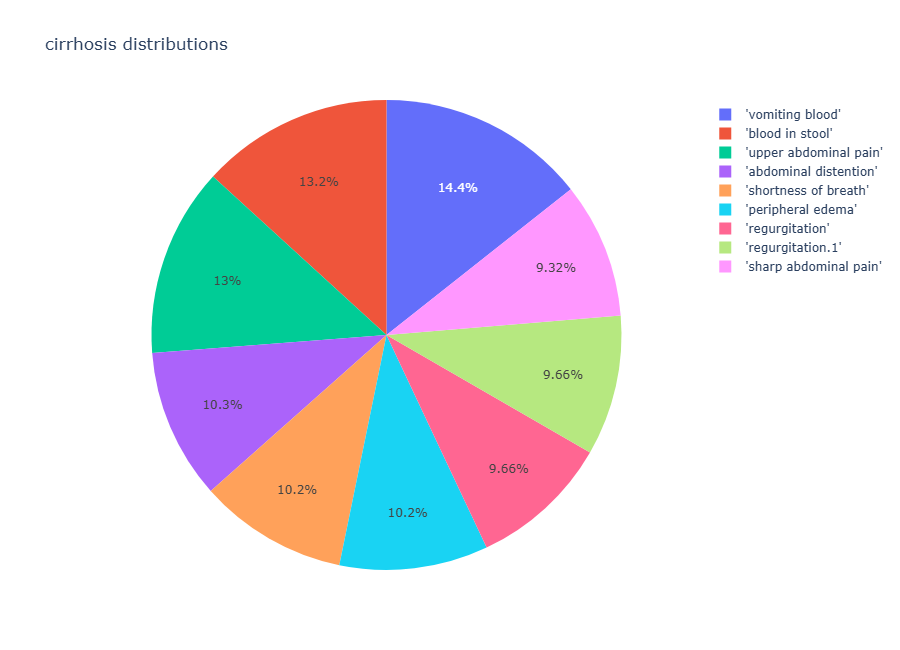 cirrhosis distributions
14.4%
13.2%
13%
10.3%
10.2%
10.2%
9.66%
9.66%
9.32%
'vomiting blood'
'blood in stool'
'upper abdominal pain'
'abdominal distention'
'shortness of breath'
'peripheral edema'
'regurgitation'
'regurgitation.1'
'sharp abdominal pain'